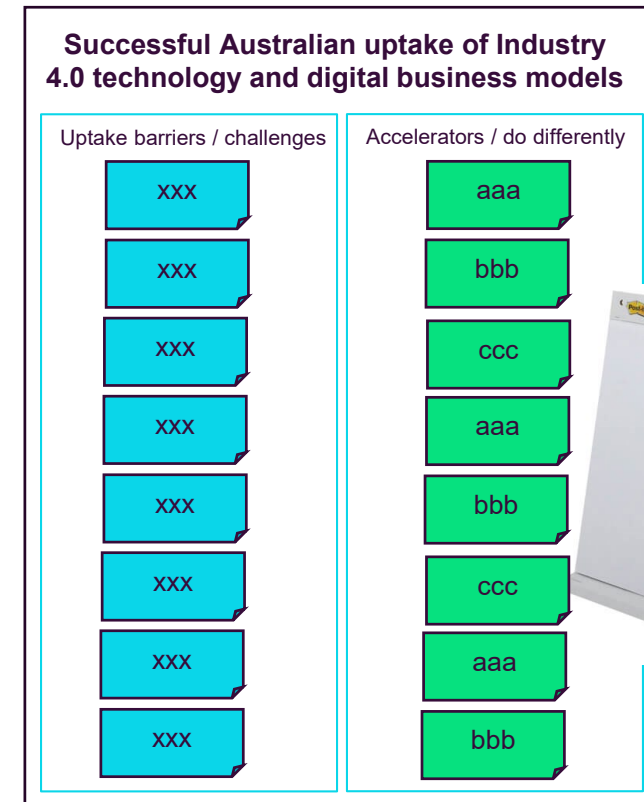 Successful Australian uptake of Industry
4.0 technology and digital business models
Uptake barriers / challenges
xxx
xxx
xxx
xxx
xxx
xxx
xxx
xxx
Accelerators / do differently
aaa
bbb
ccc
aaa
bbb
ccc
aaa
bbb